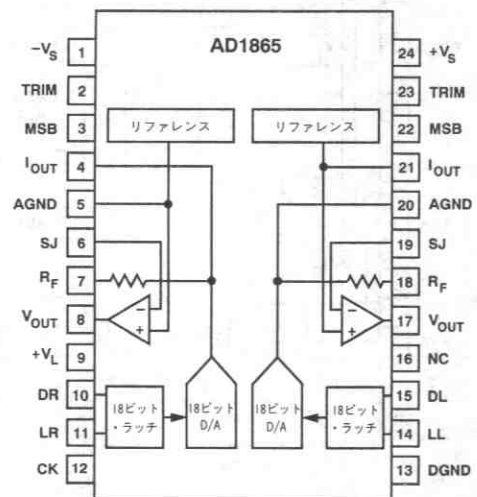 AD1865
-VS 1
TRIM 2
MSB 3
IOUT 4
AGND 5
SJ 6
RF 7
VOUT 8
+VL 9
DR 10
LR 11
CK 12
24 +VS
23 TRIM
22 MSB
21 IOUT
20 AGND
19 SJ
18 RF
17 VOUT
16 NC
15 DL
14 LL
13 DGND
リファレンス
リファレンス
-
+
-
+
18ビット
・ラッチ
18ビット
D/A
18ビット
D/A
18ビット
・ラッチ